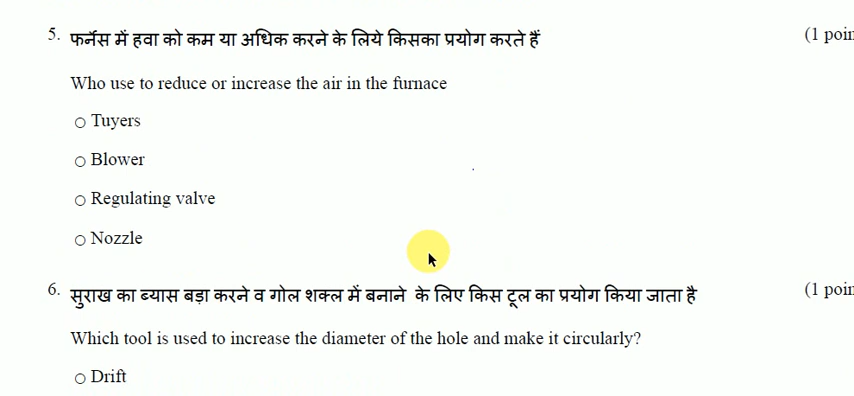 5. फर्नेस में हवा को कम या अधिक करने के लिये किसका प्रयोग करते हैं (1 poin
Who use to reduce or increase the air in the furnace
Tuyers
Blower
Regulating valve
Nozzle
6. सुराख का ब्यास बड़ा करने व गोल शक्ल में बनाने के लिए किस टूल का प्रयोग किया जाता है (1 poin
Which tool is used to increase the diameter of the hole and make it circularly?
Drift